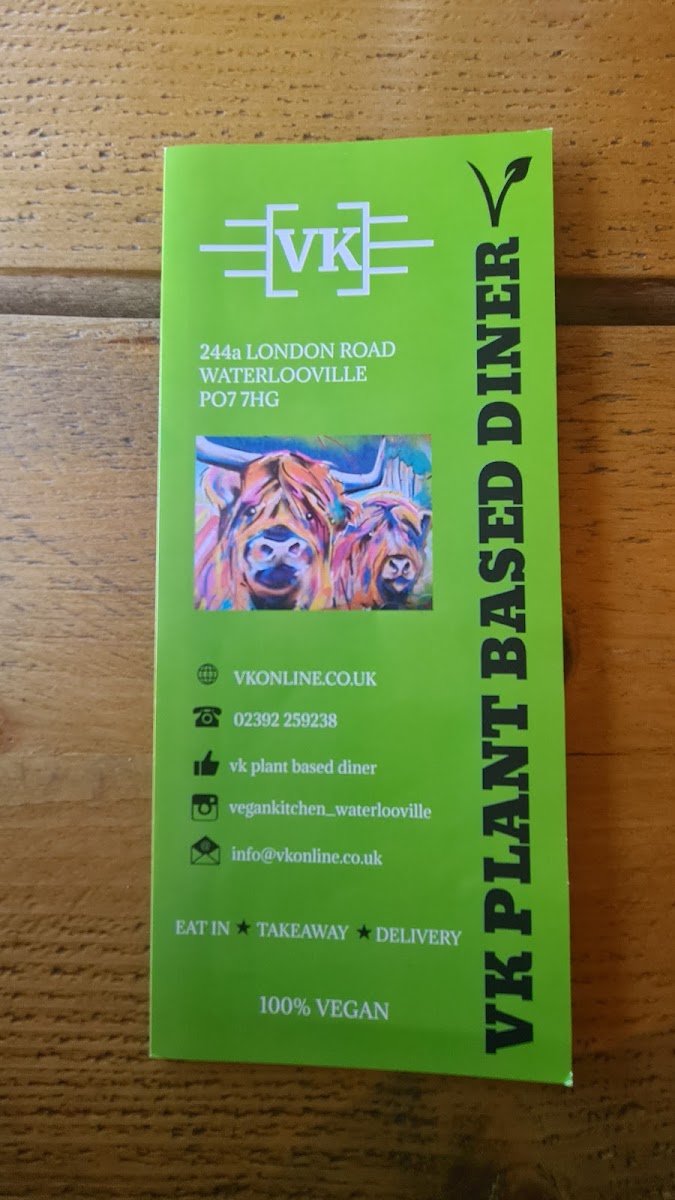 VK
244a LONDON ROAD
WATERLOOVILLE
PO7 7HG
VKONLINE.CO.UK
02392 259238
vk plant based diner
vegankitchen_waterlooville
info@vkonline.co.uk
EAT IN ★ TAKEAWAY ★ DELIVERY
100% VEGAN
VK PLANT BASED DINER